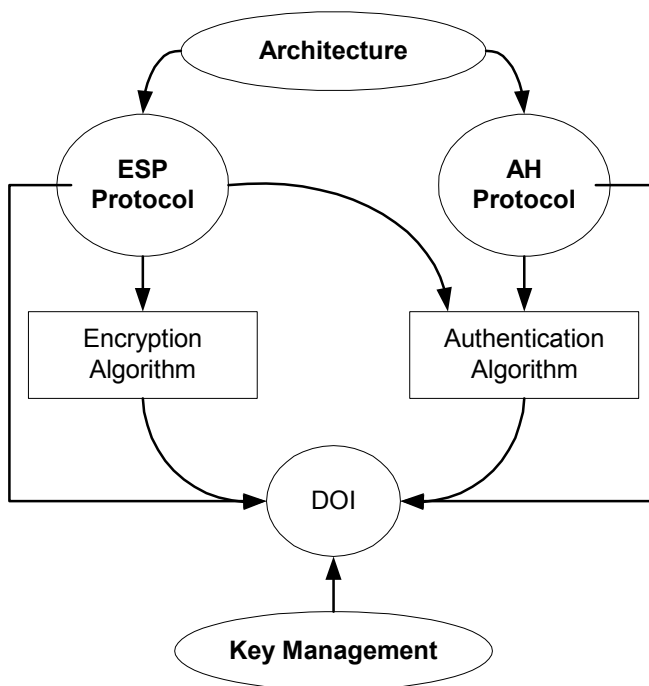 Architecture
ESP
Protocol
AH
Protocol
Encryption
Algorithm
Authentication
Algorithm
DOI
Key Management